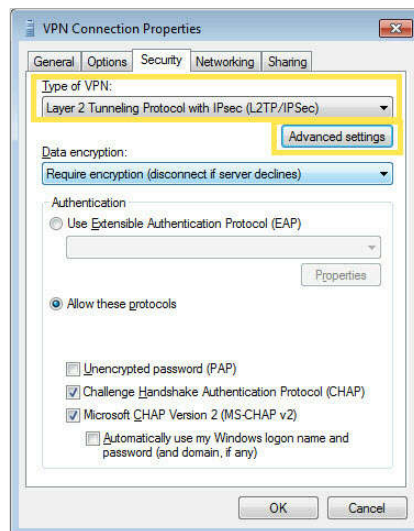 VPN Connection Properties
General Options Security Networking Sharing
Type of VPN:
Layer 2 Tunneling Protocol with IPsec (L2TP/IPSec)
Advanced settings
Data encryption:
Require encryption (disconnect if server declines)
Authentication
Use Extensible Authentication Protocol (EAP)
Properties
Allow these protocols
Unencrypted password (PAP)
Challenge Handshake Authentication Protocol (CHAP)
Microsoft CHAP Version 2 (MS-CHAP v2)
Automatically use my Windows logon name and
password (and domain, if any)
OK Cancel